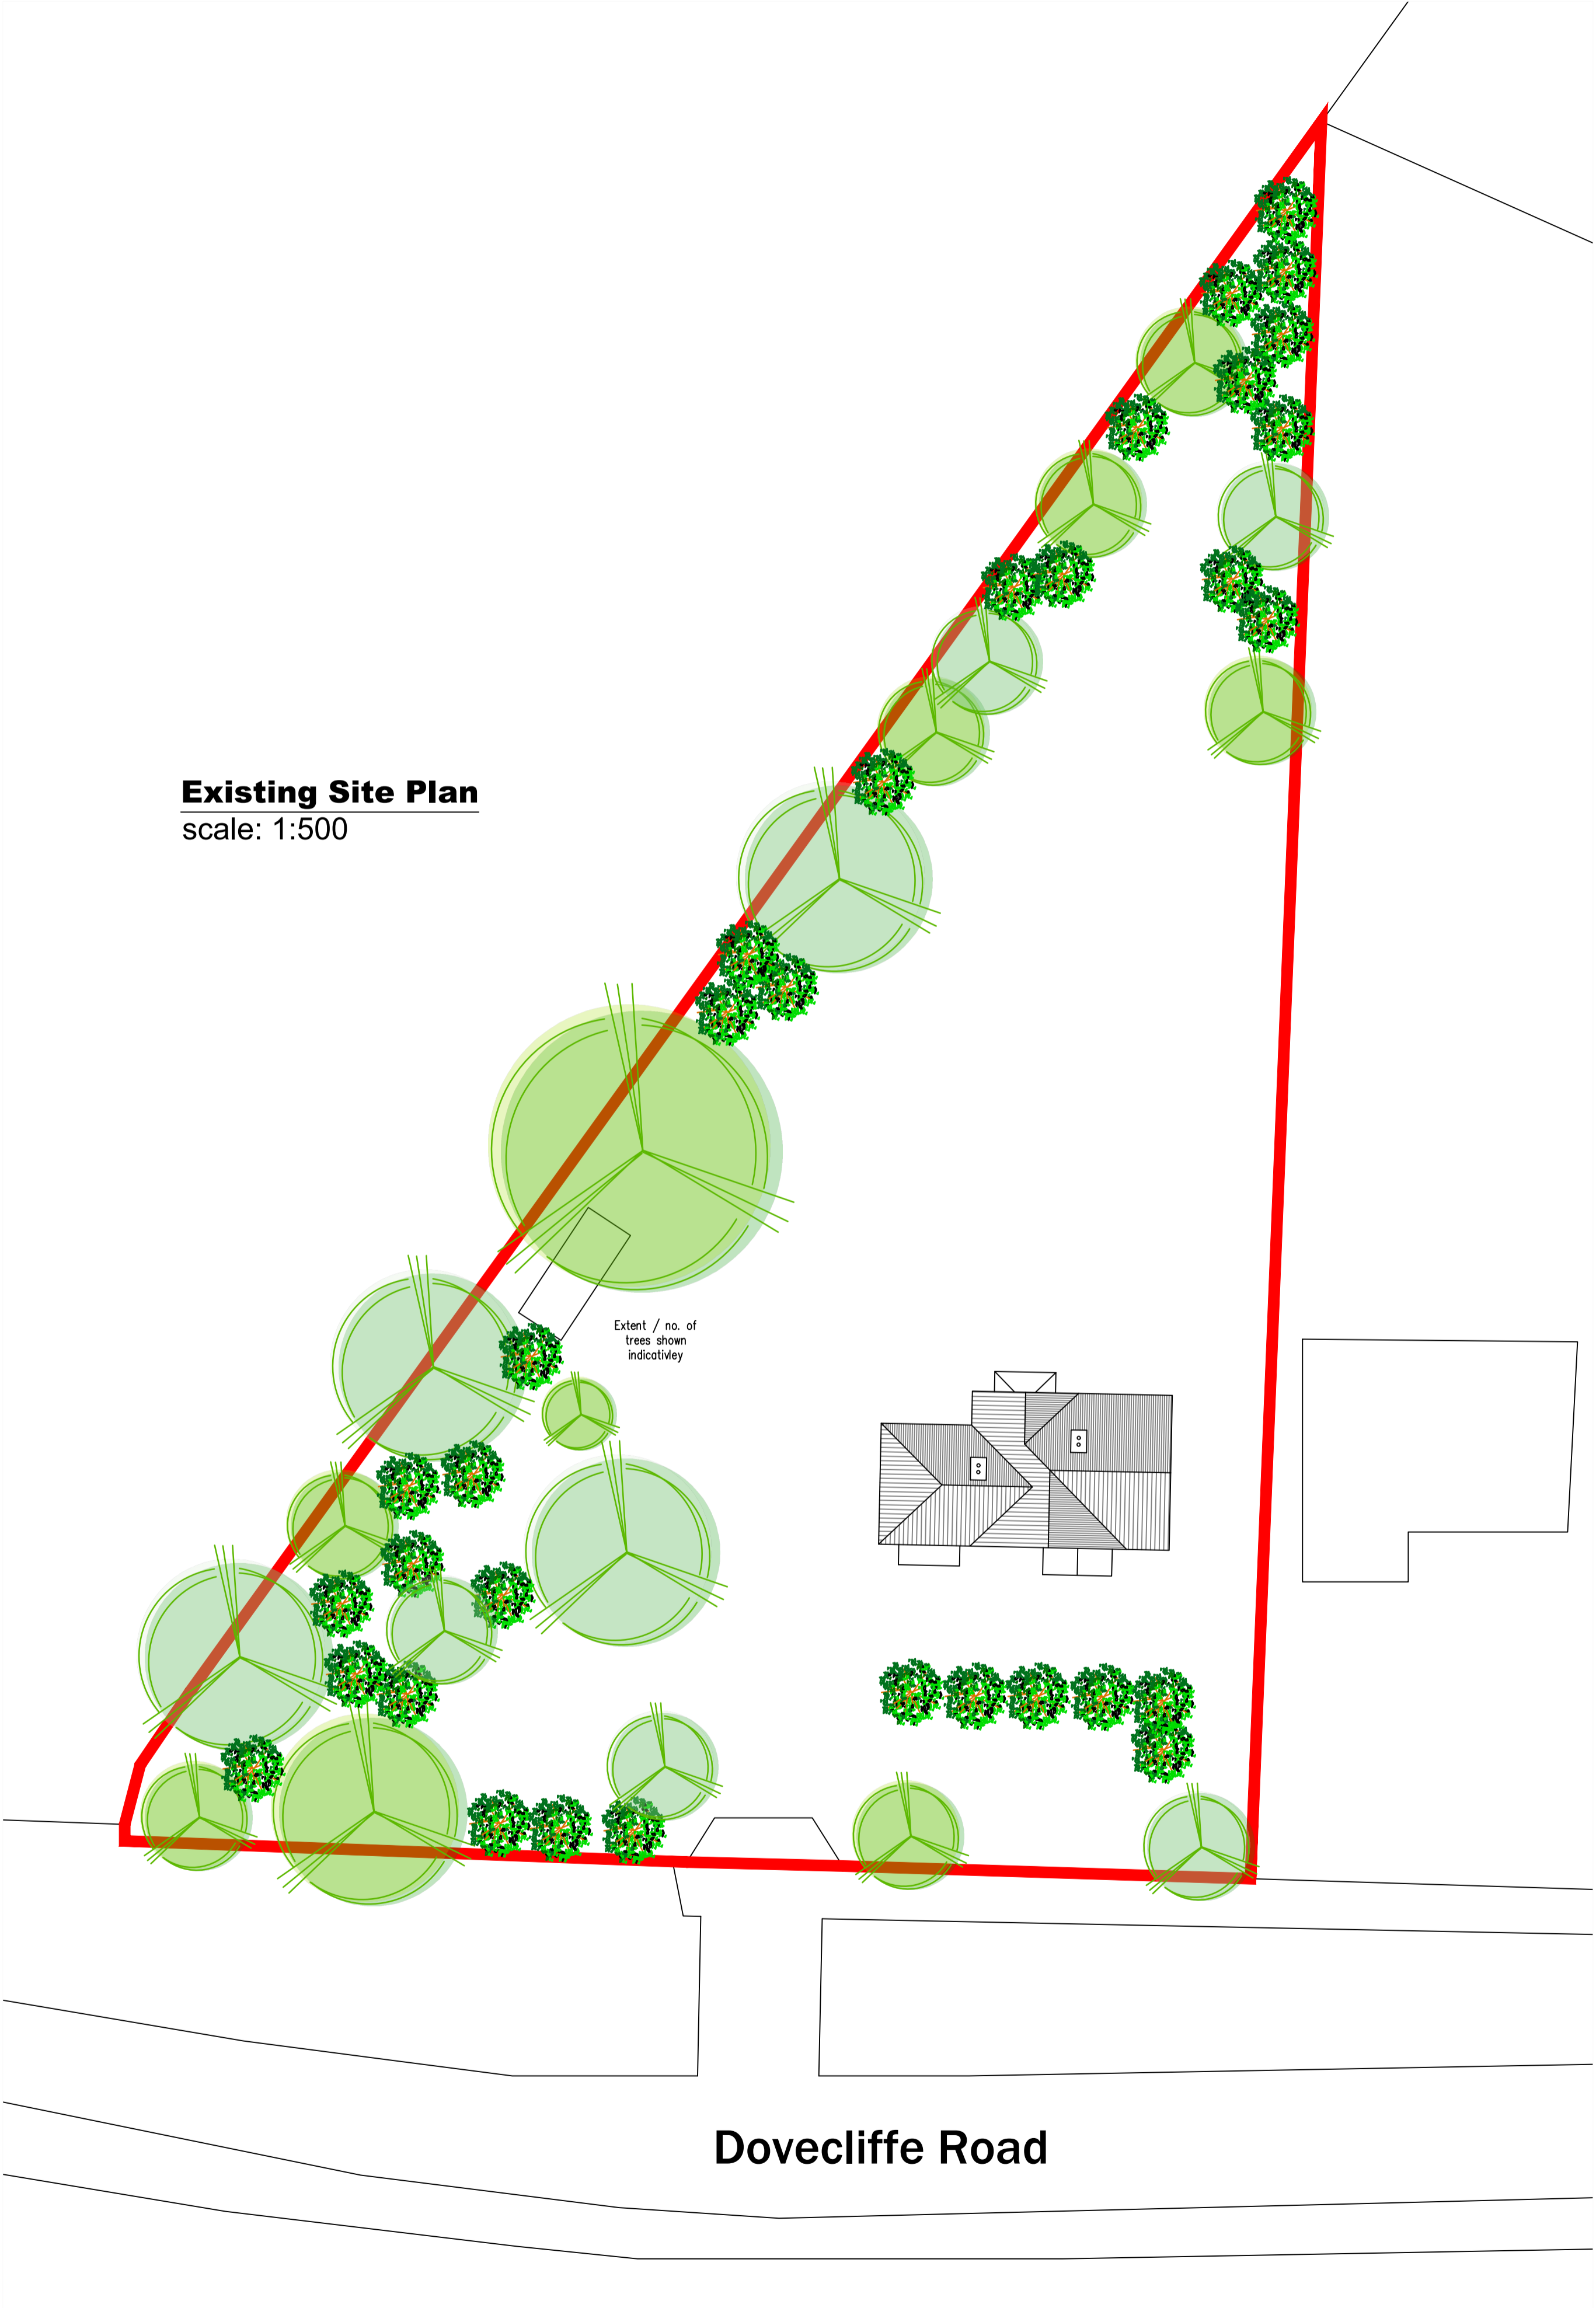 Existing Site Plan
scale: 1:500
Extent / no. of
trees shown
indicativley
Dovecliffe Road